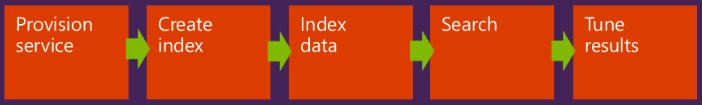 Provision
service
Create
index
Index
data
Search
Tune
results